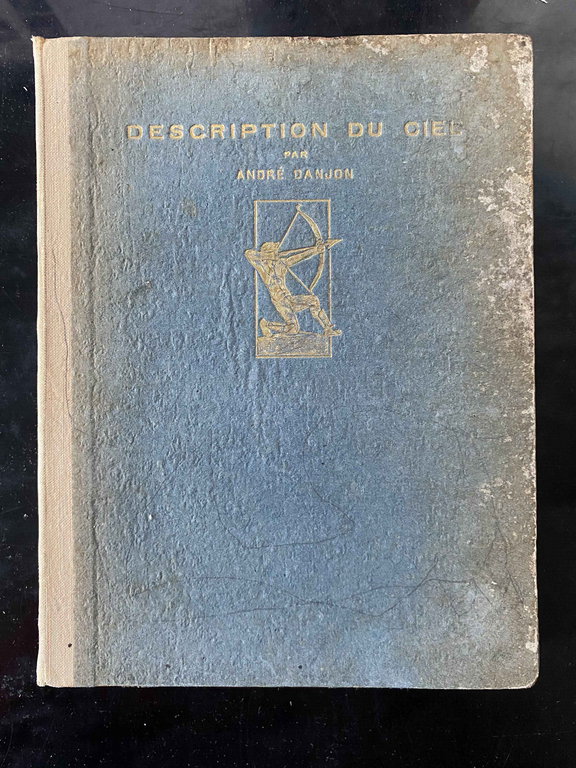 DESCRIPTION DU CIEL
PAR
ANDRÉ DANJON